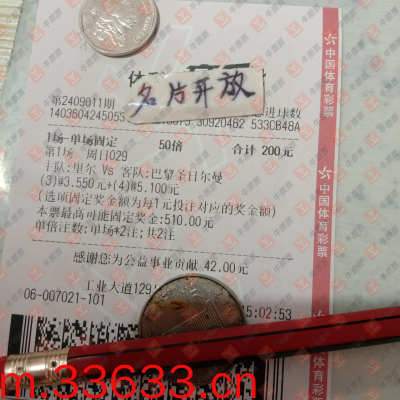 名片开放
第2409011期
进球数
1403604245053
30920482 533CB48A
1场-单场固定 50倍 合计 200元
第1场 周日029
主队:里尔 Vs 客队:巴黎圣日尔曼
(3)*3.550元+(4)*5.100元
(选项固定奖金额为每1元投注对应的奖金额)
本票最高可能固定奖金:510.00元
单倍注数:单场*2注;共2注
感谢您为公益事业贡献 42.00元
工业大道129
06-007021-101
15:02:53
中国体育彩票
中国体育彩票
中国体育彩票
m.33633.cn